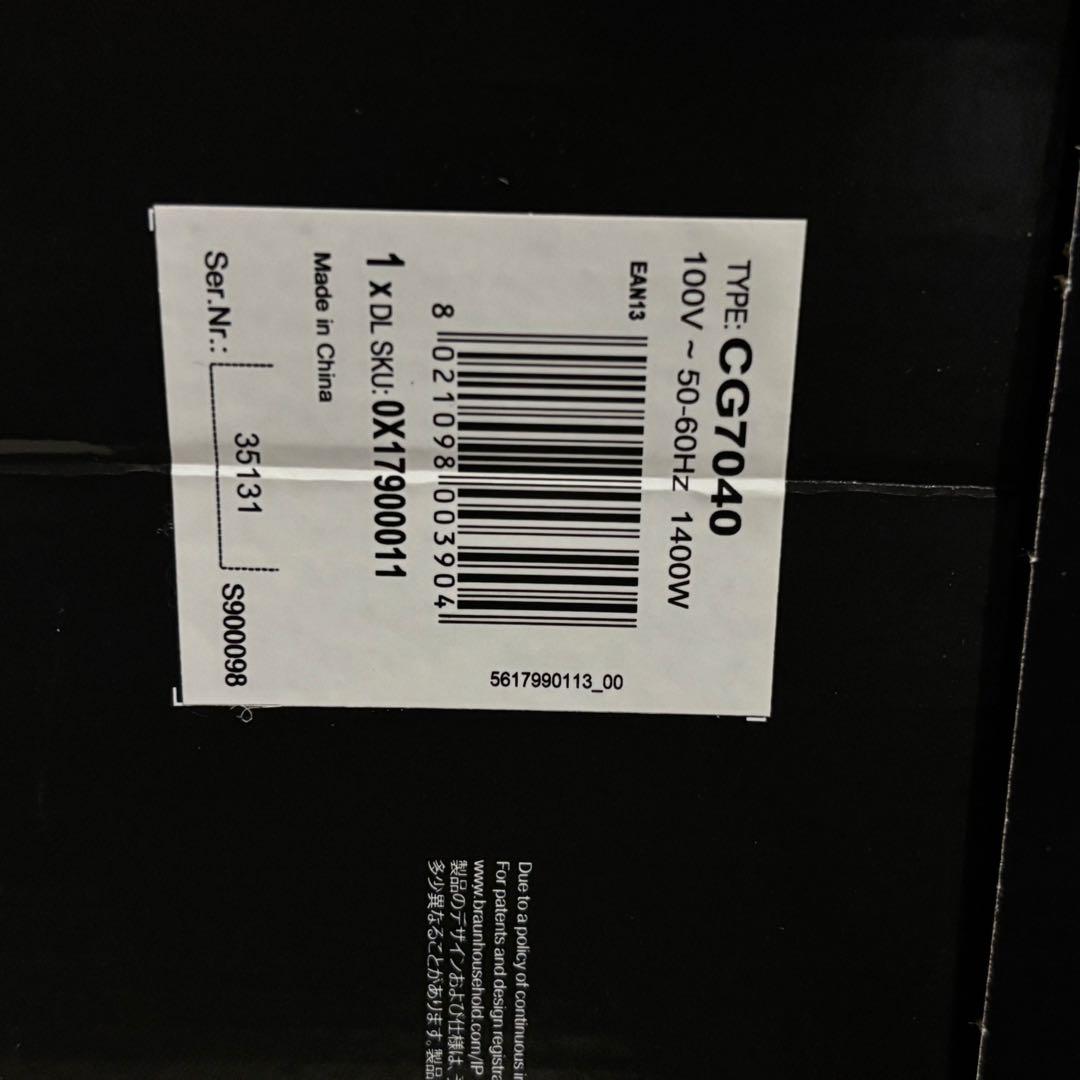 TYPE: CG7040
100V ~ 50-60Hz 1400W
EAN13
8 021098 003904
5617990113_00
1 x DL SKU: 0X17900011
Made in China
Ser.Nr.: 35131 S900098
Due to a policy of continuous
For patents and design
www.braunhousehold.com/IP
製品のデザインおよび仕様は、
多少異なることがあります。製品